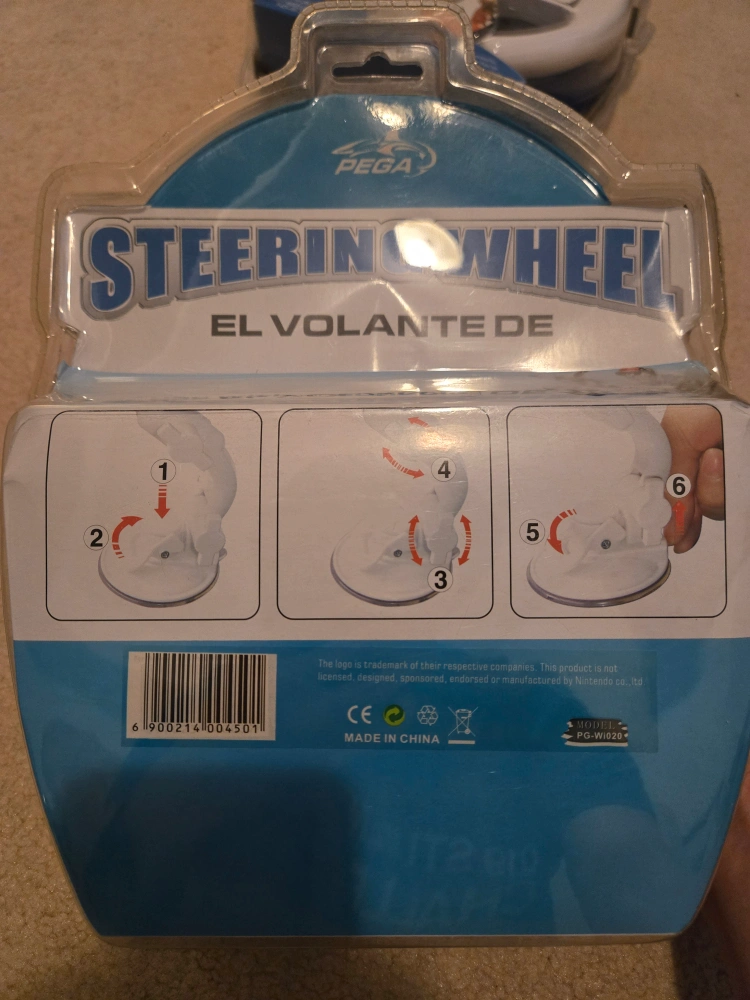 PEGA
STEERING WHEEL
EL VOLANTE DE
1
2
4
3
6
5
The logo is trademark of their respective companies. This product is not
licensed, designed, sponsored, endorsed or manufactured by Nintendo co,. ltd
6 900214 004501
CE
MADE IN CHINA
MODEL
PG-Wi020